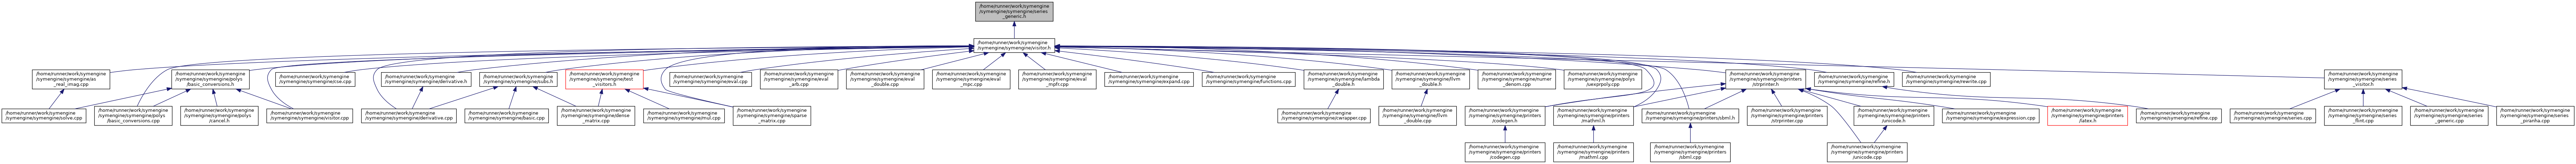 /home/runner/work/symengine
/symengine/symengine/series
_generic.h
/home/runner/work/symengine
/symengine/symengine/visitor.h
/home/runner/work/symengine
/symengine/symengine/as
_real_imag.cpp
/home/runner/work/symengine
/symengine/symengine/polys
/basic_conversions.h
/home/runner/work/symengine
/symengine/symengine/cse.cpp
/home/runner/work/symengine
/symengine/symengine/derivative.h
/home/runner/work/symengine
/symengine/symengine/subs.h
/home/runner/work/symengine
/symengine/symengine/test
_visitors.h
/home/runner/work/symengine
/symengine/symengine/eval.cpp
/home/runner/work/symengine
/symengine/symengine/eval
_arb.cpp
/home/runner/work/symengine
/symengine/symengine/eval
_double.cpp
/home/runner/work/symengine
/symengine/symengine/eval
_mpc.cpp
/home/runner/work/symengine
/symengine/symengine/eval
_mpfr.cpp
/home/runner/work/symengine
/symengine/symengine/expand.cpp
/home/runner/work/symengine
/symengine/symengine/functions.cpp
/home/runner/work/symengine
/symengine/symengine/lambda
_double.h
/home/runner/work/symengine
/symengine/symengine/llvm
_double.h
/home/runner/work/symengine
/symengine/symengine/numer
_denom.cpp
/home/runner/work/symengine
/symengine/symengine/polys
/uexprpoly.cpp
/home/runner/work/symengine
/symengine/symengine/printers
/strprinter.h
/home/runner/work/symengine
/symengine/symengine/refine.h
/home/runner/work/symengine
/symengine/symengine/rewrite.cpp
/home/runner/work/symengine
/symengine/symengine/series
_visitor.h
/home/runner/work/symengine
/symengine/symengine/solve.cpp
/home/runner/work/symengine
/symengine/symengine/polys
/basic_conversions.cpp
/home/runner/work/symengine
/symengine/symengine/polys
/cancel.h
/home/runner/work/symengine
/symengine/symengine/visitor.cpp
/home/runner/work/symengine
/symengine/symengine/derivative.cpp
/home/runner/work/symengine
/symengine/symengine/basic.cpp
/home/runner/work/symengine
/symengine/symengine/dense
_matrix.cpp
/home/runner/work/symengine
/symengine/symengine/mul.cpp
/home/runner/work/symengine
/symengine/symengine/sparse
_matrix.cpp
/home/runner/work/symengine
/symengine/symengine/cwrapper.cpp
/home/runner/work/symengine
/symengine/symengine/llvm
_double.cpp
/home/runner/work/symengine
/symengine/symengine/printers
/codegen.h
/home/runner/work/symengine
/symengine/symengine/printers
/mathml.h
/home/runner/work/symengine
/symengine/symengine/printers/sbml.h
/home/runner/work/symengine
/symengine/symengine/printers
/strprinter.cpp
/home/runner/work/symengine
/symengine/symengine/printers
/unicode.h
/home/runner/work/symengine
/symengine/symengine/expression.cpp
/home/runner/work/symengine
/symengine/symengine/printers
/latex.h
/home/runner/work/symengine
/symengine/symengine/refine.cpp
/home/runner/work/symengine
/symengine/symengine/series.cpp
/home/runner/work/symengine
/symengine/symengine/series
_flint.cpp
/home/runner/work/symengine
/symengine/symengine/series
_generic.cpp
/home/runner/work/symengine
/symengine/symengine/series
_piranha.cpp
/home/runner/work/symengine
/symengine/symengine/printers
/codegen.cpp
/home/runner/work/symengine
/symengine/symengine/printers
/mathml.cpp
/home/runner/work/symengine
/symengine/symengine/printers
/sbml.cpp
/home/runner/work/symengine
/symengine/symengine/printers
/unicode.cpp